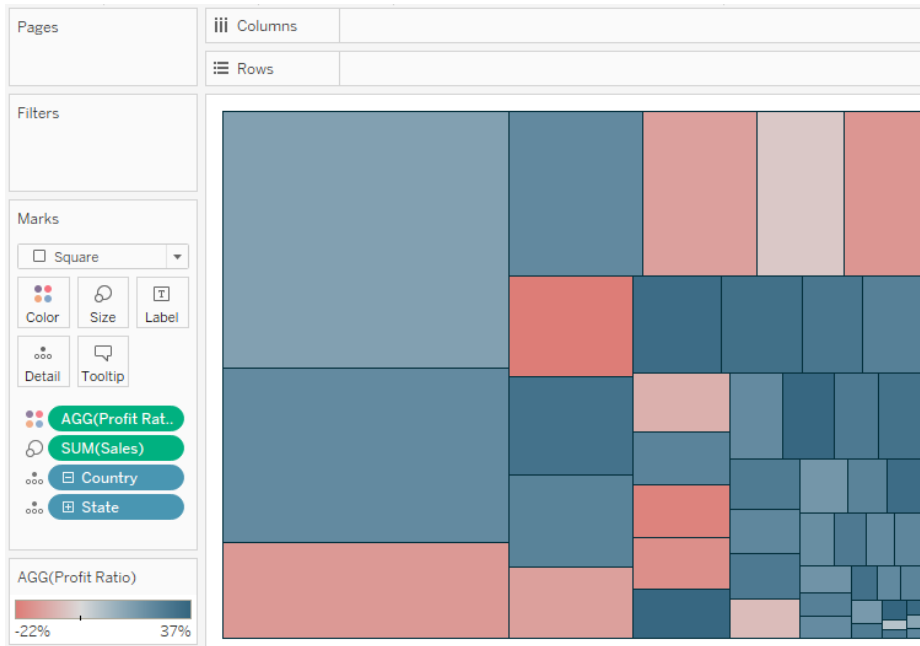 Pages
Columns
Rows
Filters
Marks
Square
Color Size Label
Detail Tooltip
AGG(Profit Rat..
SUM(Sales)
Country
State
AGG(Profit Ratio)
-22% 37%